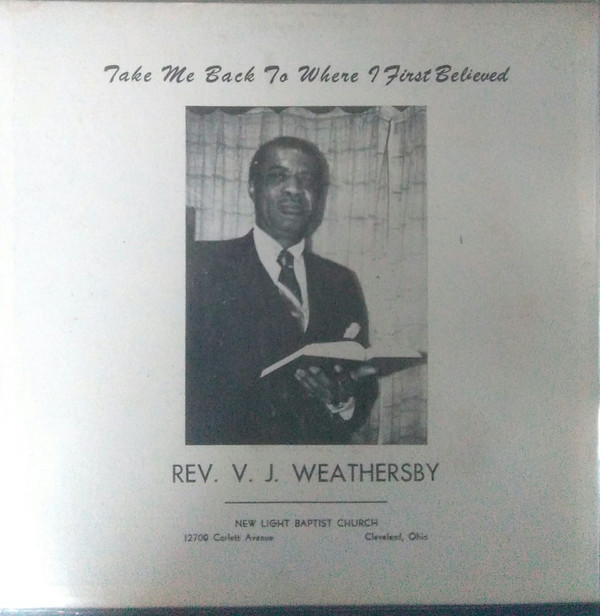 Take Me Back To Where I First Believed
REV. V. J. WEATHERSBY
NEW LIGHT BAPTIST CHURCH
12700 Corlett Avenue Cleveland, Ohio